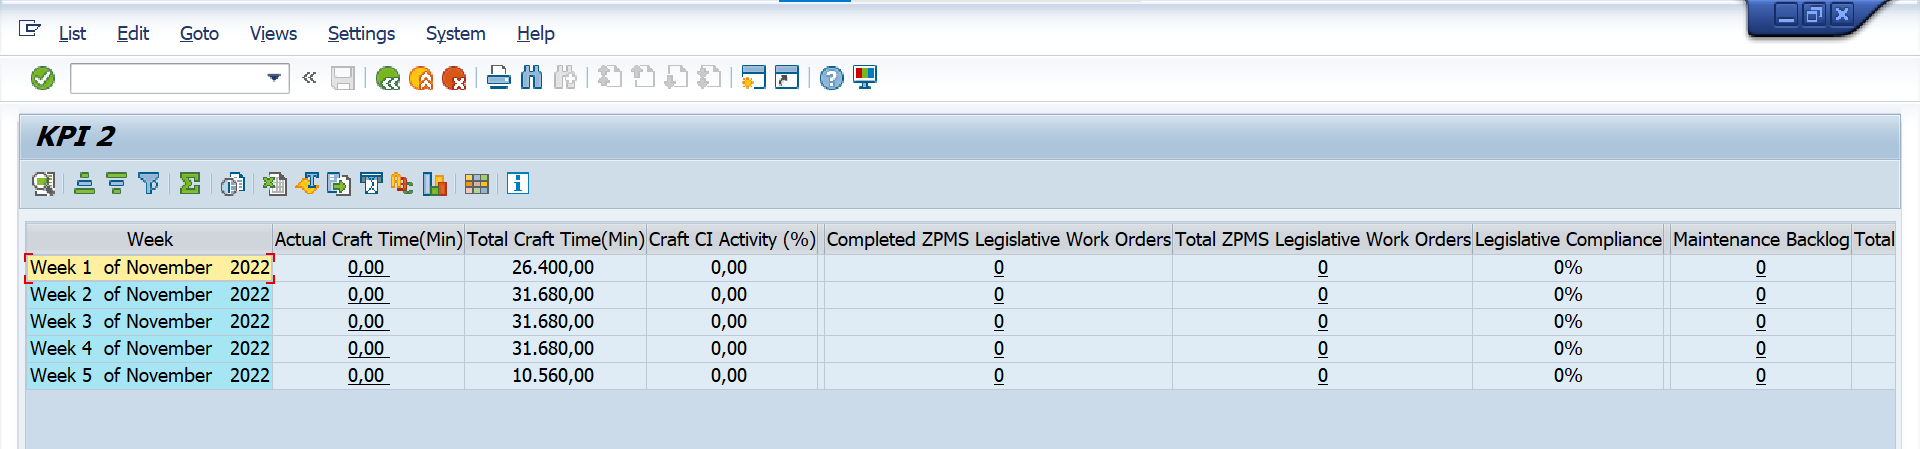 List Edit Goto Views Settings System Help
KPI 2
Week Actual Craft Time(Min) Total Craft Time(Min) Craft CI Activity (%) Completed ZPMS Legislative Work Orders Total ZPMS Legislative Work Orders Legislative Compliance Maintenance Backlog Total
Week 1 of November 2022 0,00 26.400,00 0,00 0 0 0% 0
Week 2 of November 2022 0,00 31.680,00 0,00 0 0 0% 0
Week 3 of November 2022 0,00 31.680,00 0,00 0 0 0% 0
Week 4 of November 2022 0,00 31.680,00 0,00 0 0 0% 0
Week 5 of November 2022 0,00 10.560,00 0,00 0 0 0% 0